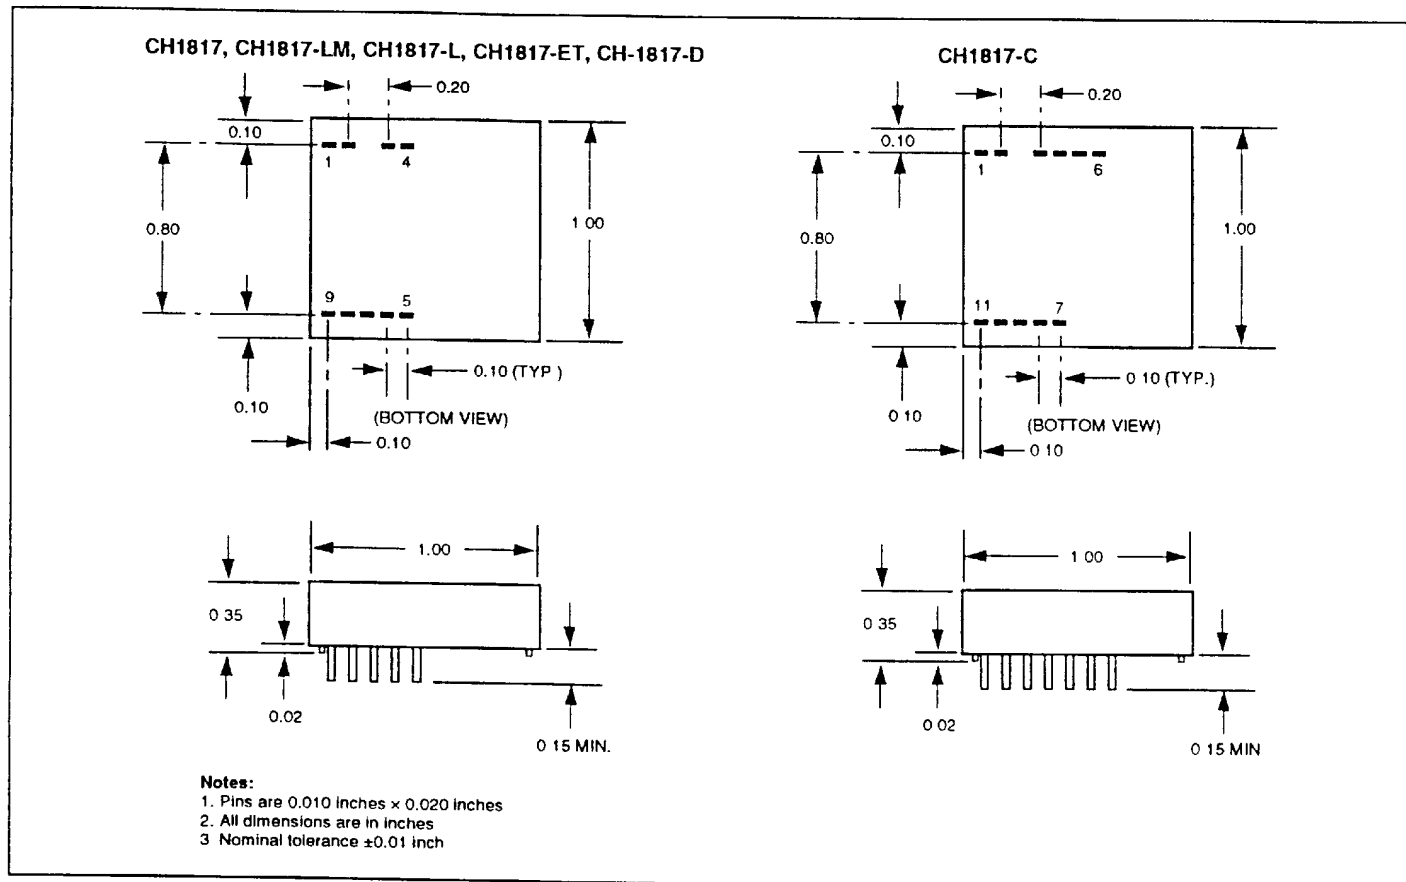 CH1817, CH1817-LM, CH1817-L, CH1817-ET, CH-1817-D
0.20
0.10
1
4
0.80
1 00
9
5
0.10 (TYP )
0.10
(BOTTOM VIEW)
0.10
1.00
0 35
0.02
0 15 MIN.
CH1817-C
0.20
0.10
1
6
0.80
1.00
11
7
0 10 (TYP.)
0 10
(BOTTOM VIEW)
0 10
1 00
0 35
0 02
0 15 MIN
Notes:
1. Pins are 0.010 inches × 0.020 inches
2. All dimensions are in inches
3 Nominal tolerance ±0.01 inch